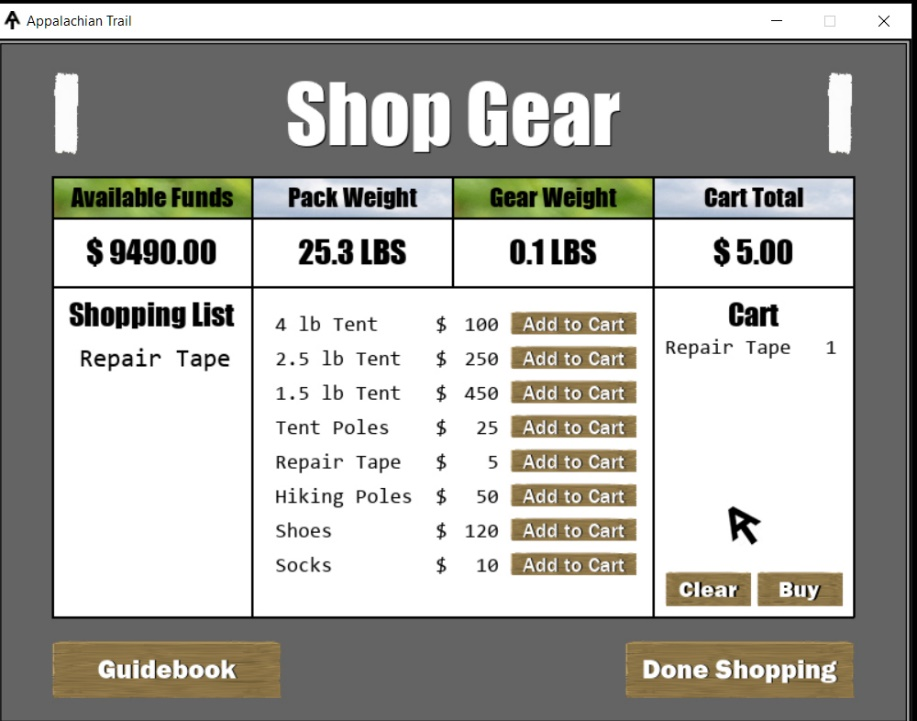 Appalachian Trail
Shop Gear
Available Funds
Pack Weight
Gear Weight
Cart Total
$ 9490.00
25.3 LBS
0.1 LBS
$ 5.00
Shopping List
Repair Tape
4 lb Tent $ 100 Add to Cart
2.5 lb Tent $ 250 Add to Cart
1.5 lb Tent $ 450 Add to Cart
Tent Poles $ 25 Add to Cart
Repair Tape $ 5 Add to Cart
Hiking Poles $ 50 Add to Cart
Shoes $ 120 Add to Cart
Socks $ 10 Add to Cart
Cart
Repair Tape 1
Clear
Buy
Guidebook
Done Shopping